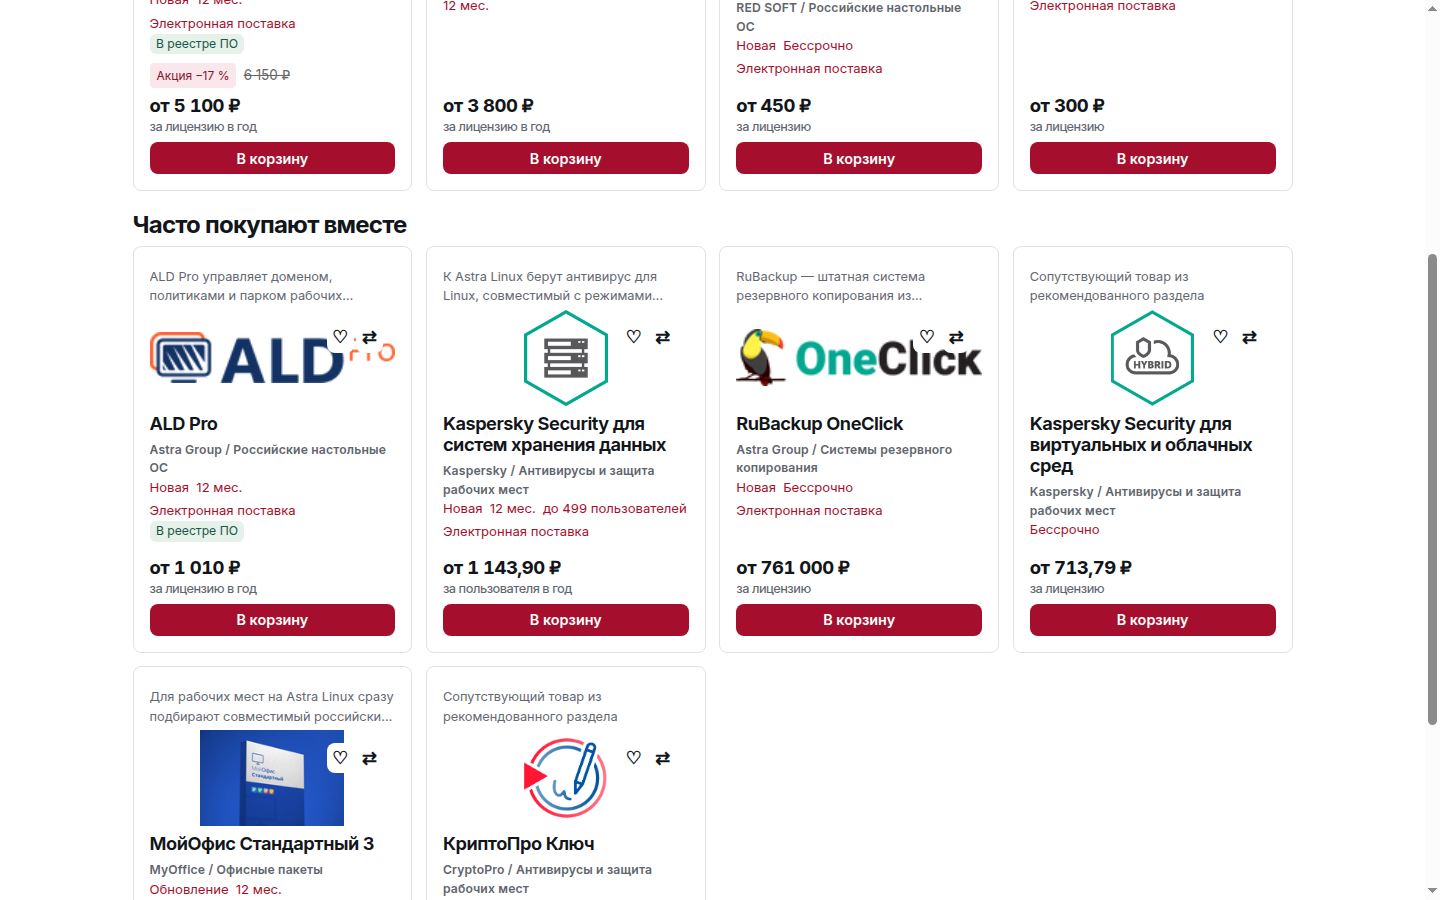 Новая 12 мес.
Электронная поставка
В реестре ПО
Акция −17 % 6 150 ₽
от 5 100 ₽
за лицензию в год
В корзину
12 мес.
от 3 800 ₽
за лицензию в год
В корзину
RED SOFT / Российские настольные
ОС
Новая Бессрочно
Электронная поставка
от 450 ₽
за лицензию
В корзину
Электронная поставка
от 300 ₽
за лицензию
В корзину
Часто покупают вместе
ALD Pro управляет доменом,
политиками и парком рабочих...
ALD Pro
ALD Pro
Astra Group / Российские настольные
ОС
Новая 12 мес.
Электронная поставка
В реестре ПО
от 1 010 ₽
за лицензию в год
В корзину
К Astra Linux берут антивирус для
Linux, совместимый с режимами...
Kaspersky Security для
систем хранения данных
Kaspersky / Антивирусы и защита
рабочих мест
Новая 12 мес. до 499 пользователей
Электронная поставка
от 1 143,90 ₽
за пользователя в год
В корзину
RuBackup — штатная система
резервного копирования из...
OneClick
RuBackup OneClick
Astra Group / Системы резервного
копирования
Новая Бессрочно
Электронная поставка
от 761 000 ₽
за лицензию
В корзину
Сопутствующий товар из
рекомендованного раздела
HYBRID
Kaspersky Security для
виртуальных и облачных
сред
Kaspersky / Антивирусы и защита
рабочих мест
Бессрочно
от 713,79 ₽
за лицензию
В корзину
Для рабочих мест на Astra Linux сразу
подбирают совместимый российски...
МойОфис
Стандартный
МойОфис Стандартный 3
MyOffice / Офисные пакеты
Обновление 12 мес.
Сопутствующий товар из
рекомендованного раздела
КриптоПро Ключ
CryptoPro / Антивирусы и защита
рабочих мест